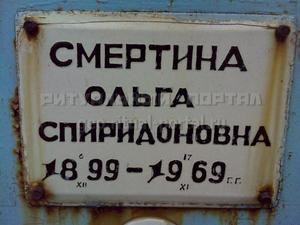 СМЕРТИНА
ОЛЬГА
СПИРИДОНОВНА
18 6/XII 99 - 19 17/XI 69 г.г.